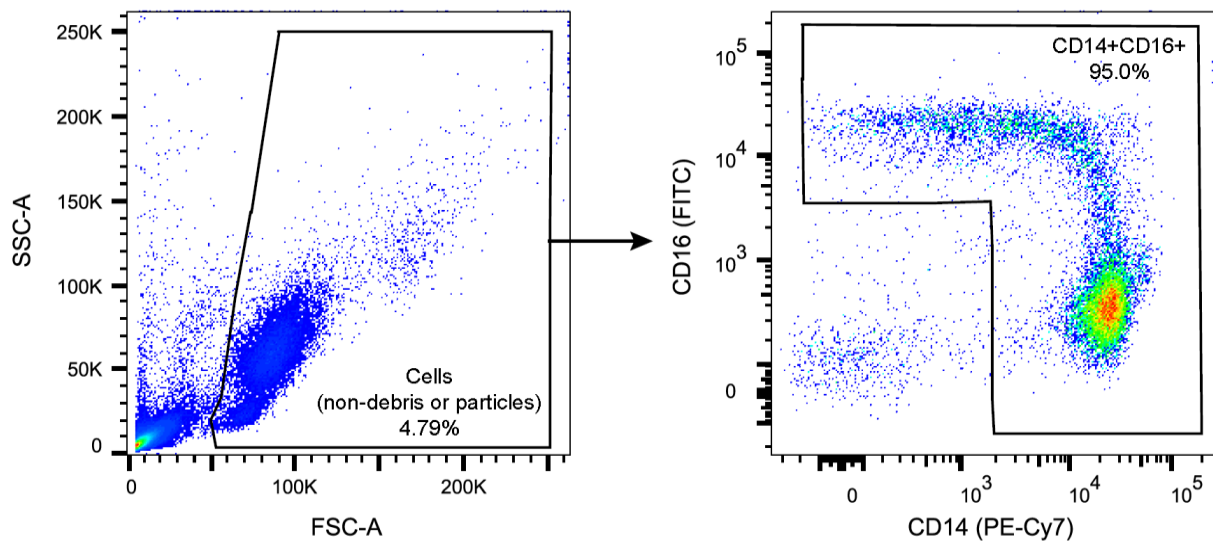 250K
200K
150K
100K
50K
0
SSC-A
Cells
(non-debris or particles)
4.79%
0
100K
200K
FSC-A
CD14+CD16+
95.0%
10^5
10^4
10^3
0
CD16 (FITC)
0
10^3
10^4
10^5
CD14 (PE-Cy7)